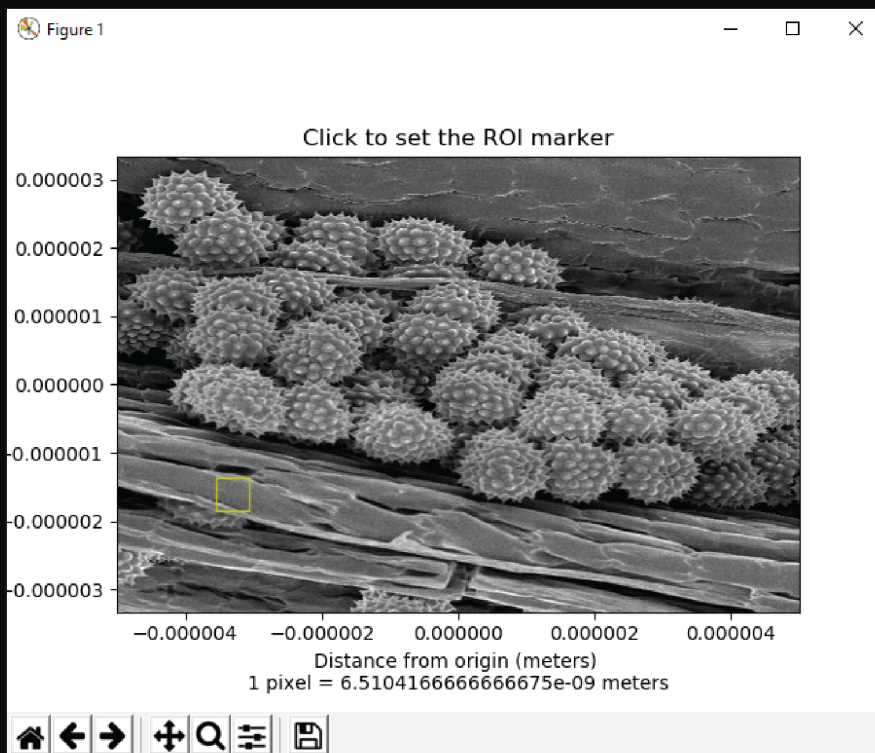 Figure 1
Click to set the ROI marker
0.000003
0.000002
0.000001
0.000000
-0.000001
-0.000002
-0.000003
−0.000004 −0.000002 0.000000 0.000002 0.000004
Distance from origin (meters)
1 pixel = 6.5104166666666675e-09 meters